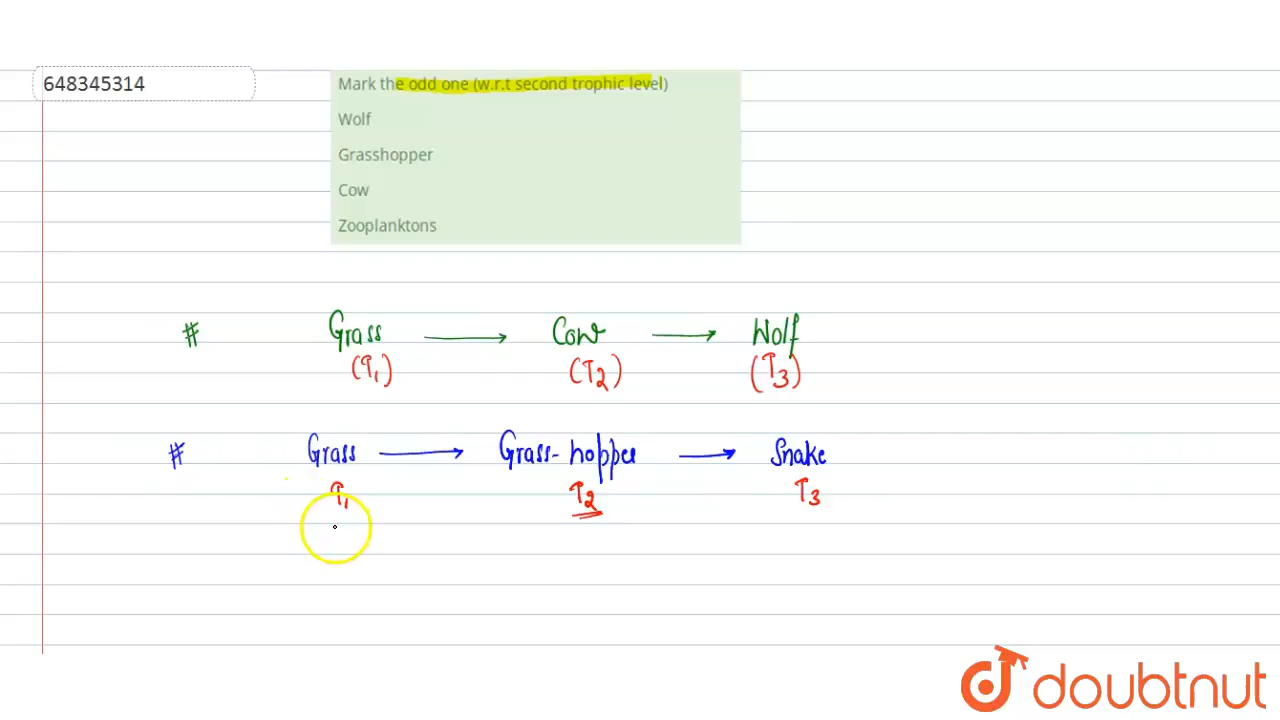 648345314
Mark the odd one (w.r.t second trophic level)
Wolf
Grasshopper
Cow
Zooplanktons
# Grass → Cow → Wolf
(T1) (T2) (T3)
# Grass → Grass-hopper → Snake
T1 T2 T3
doubtnut